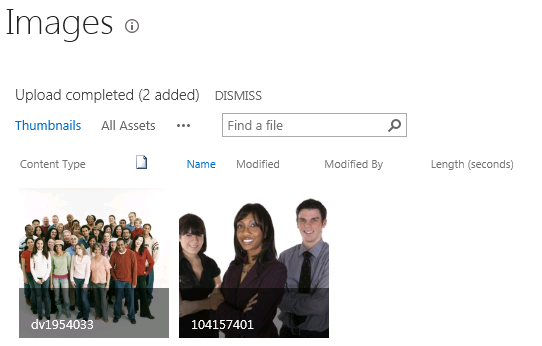 Images
Upload completed (2 added) DISMISS
Thumbnails All Assets ••• Find a file
Content Type Name Modified Modified By Length (seconds)
dv1954033 104157401